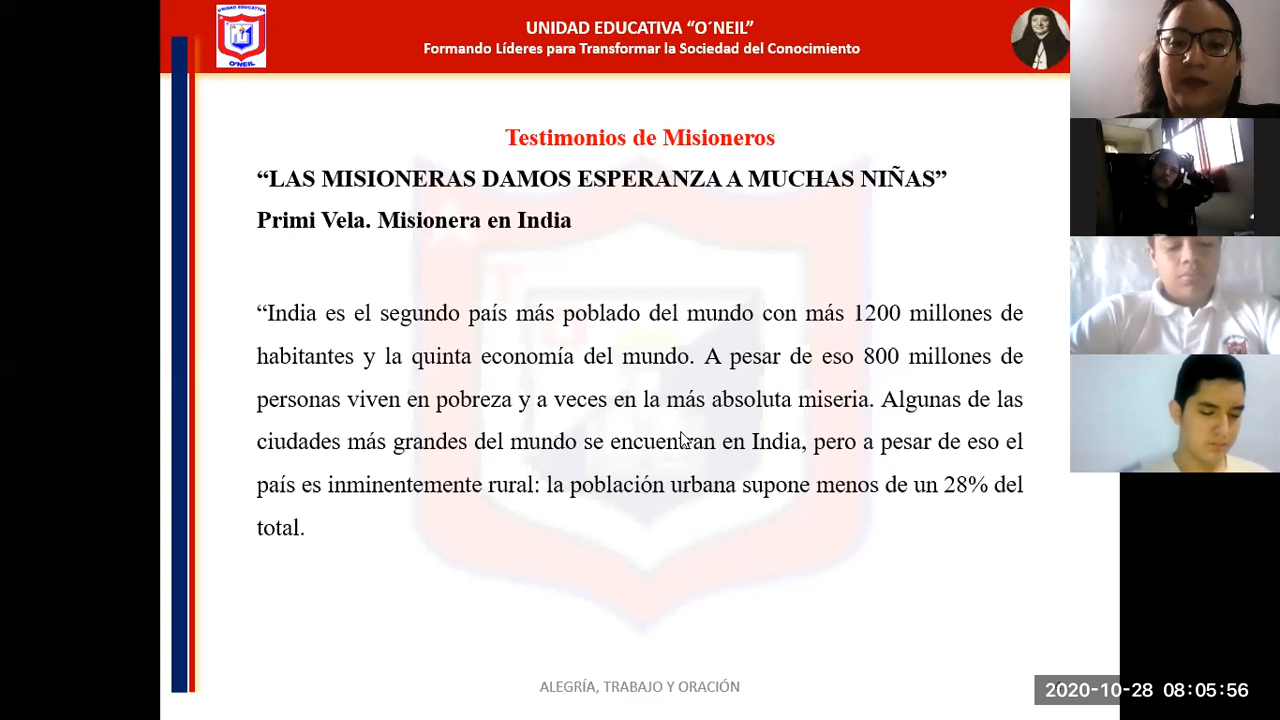 UNIDAD EDUCATIVA
O´NEIL
UNIDAD EDUCATIVA “O´NEIL”
Formando Líderes para Transformar la Sociedad del Conocimiento
Testimonios de Misioneros
“LAS MISIONERAS DAMOS ESPERANZA A MUCHAS NIÑAS”
Primi Vela. Misionera en India
“India es el segundo país más poblado del mundo con más 1200 millones de
habitantes y la quinta economía del mundo. A pesar de eso 800 millones de
personas viven en pobreza y a veces en la más absoluta miseria. Algunas de las
ciudades más grandes del mundo se encuentran en India, pero a pesar de eso el
país es inminentemente rural: la población urbana supone menos de un 28% del
total.
ALEGRÍA, TRABAJO Y ORACIÓN
2020-10-28 08:05:56